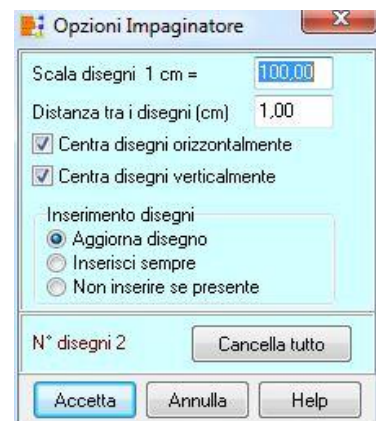 Opzioni Impaginatore
Scala disegni 1 cm = 100,00
Distanza tra i disegni (cm) 1,00
Centra disegni orizzontalmente
Centra disegni verticalmente
Inserimento disegni
Aggiorna disegno
Inserisci sempre
Non inserire se presente
N° disegni 2 Cancella tutto
Accetta Annulla Help